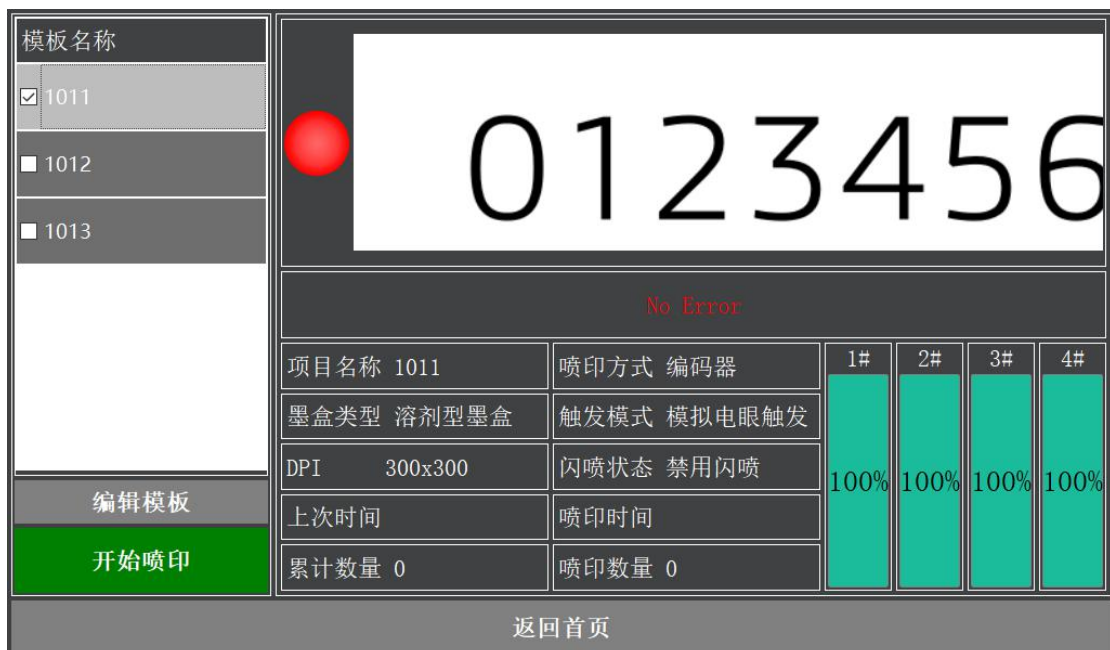 模板名称
1011
1012
1013
编辑模板
开始喷印
0123456
No Error
项目名称 1011
喷印方式 编码器
墨盒类型 溶剂型墨盒
触发模式 模拟电眼触发
DPI 300x300
闪喷状态 禁用闪喷
上次时间
喷印时间
累计数量 0
喷印数量 0
1# 2# 3# 4#
100% 100% 100% 100%
返回首页